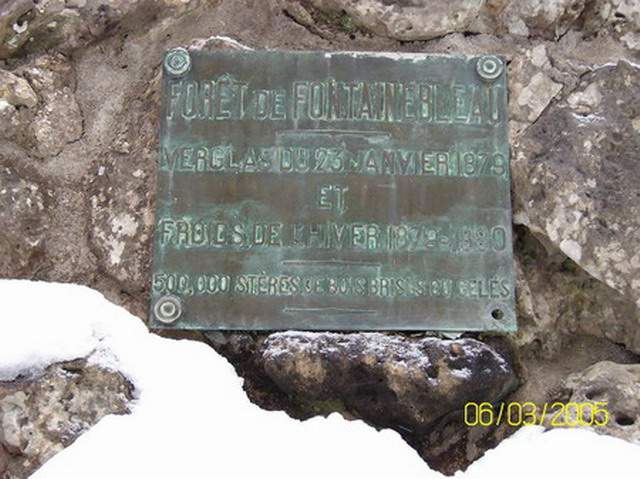 FORÊT DE FONTAINEBLEAU
VERGLAS DU 23 JANVIER 1879
ET
FROIDS DE L'HIVER 1879-1880
500,000 STÈRES DE BOIS BRISÉS OU GELÉS
06/03/2005